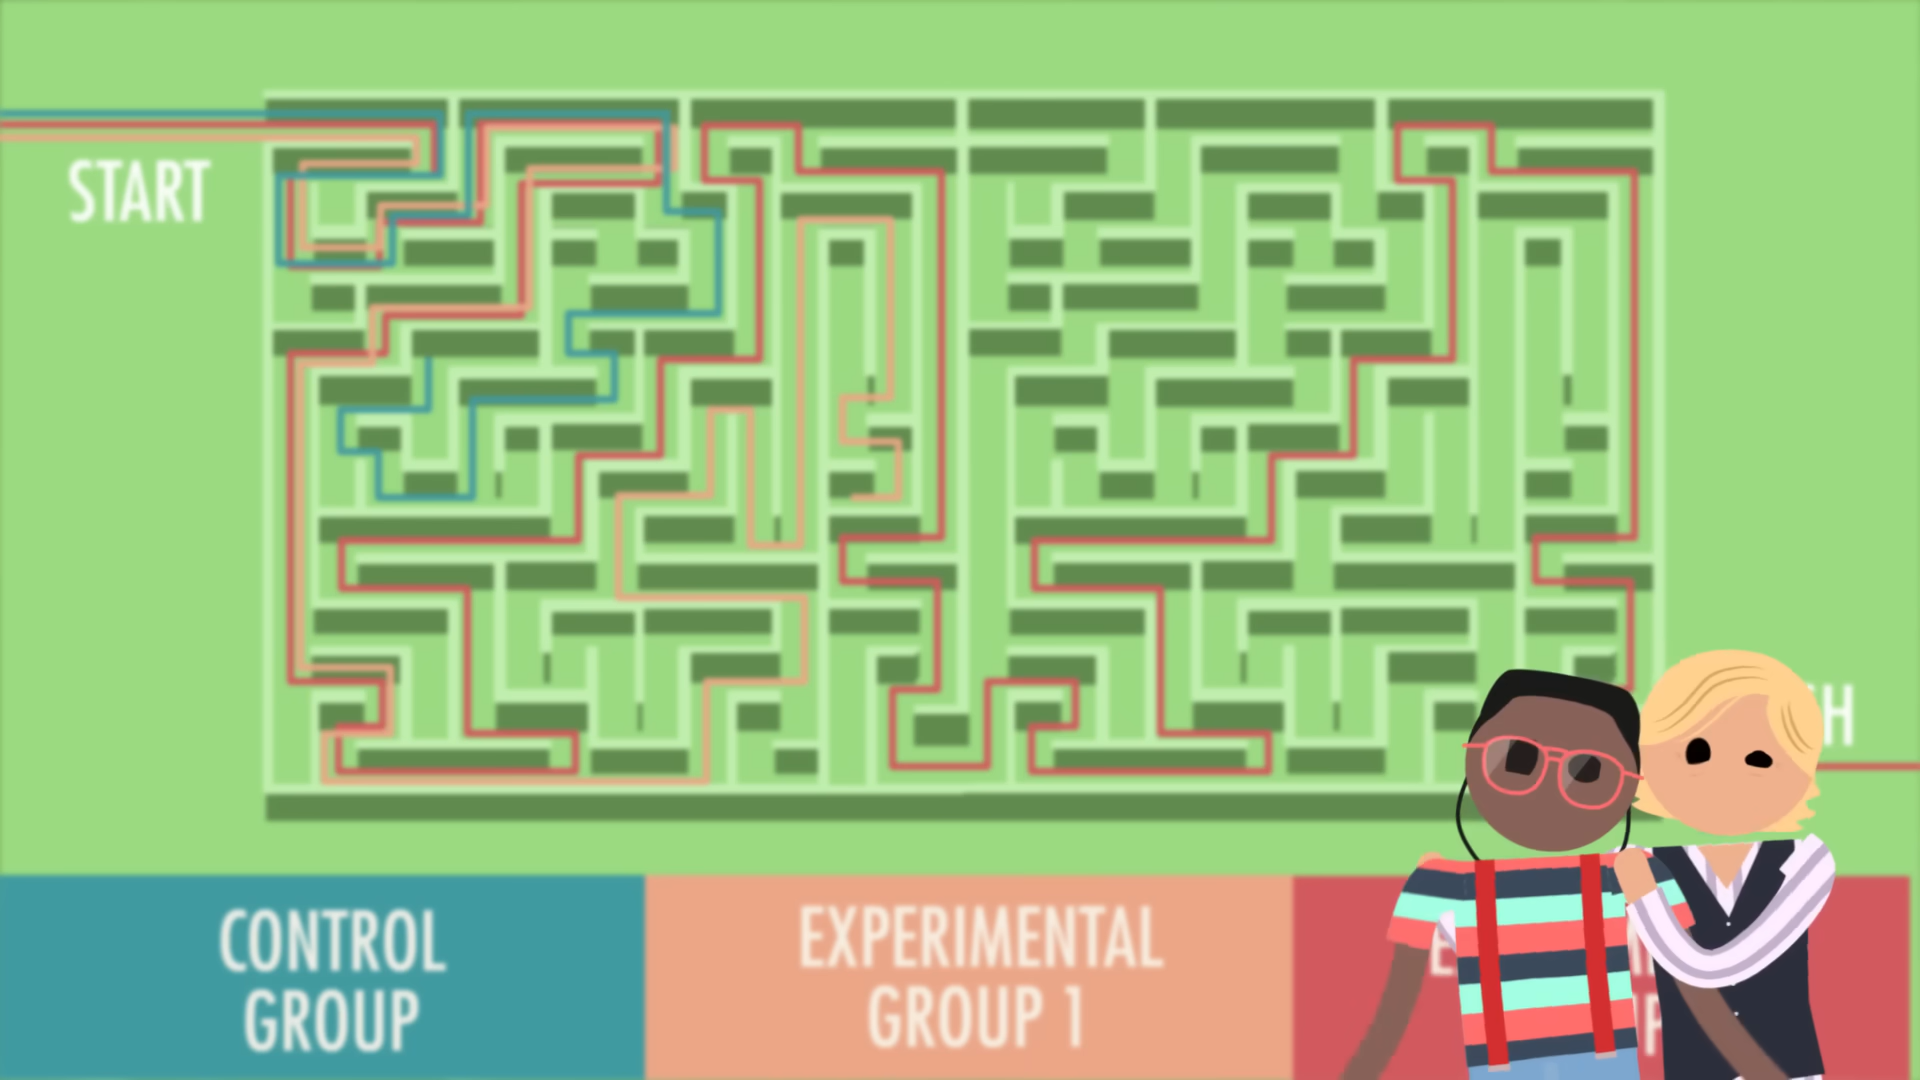 START
H
CONTROL
GROUP
EXPERIMENTAL
GROUP 1
E
P